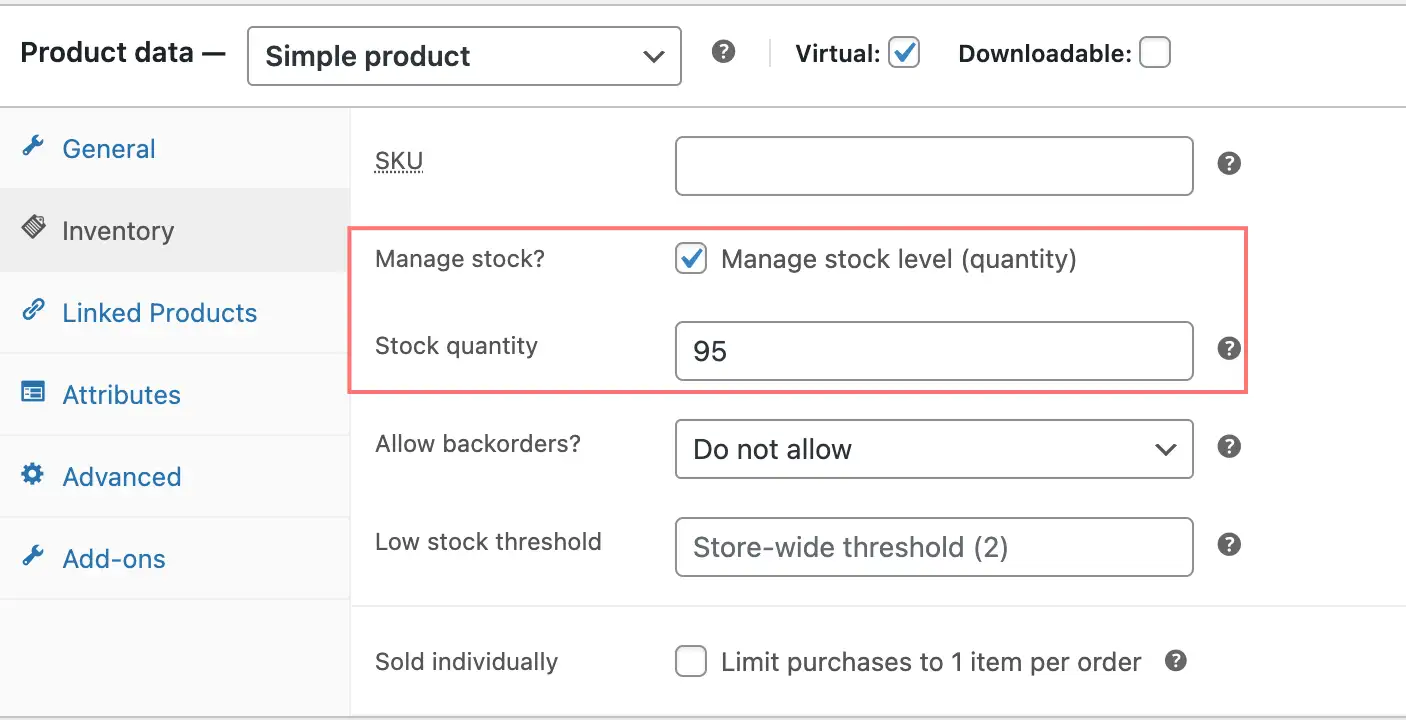 Product data — Simple product ? Virtual: Downloadable:
General
Inventory
Linked Products
Attributes
Advanced
Add-ons
SKU ?
Manage stock? Manage stock level (quantity)
Stock quantity 95 ?
Allow backorders? Do not allow ?
Low stock threshold Store-wide threshold (2) ?
Sold individually Limit purchases to 1 item per order ?